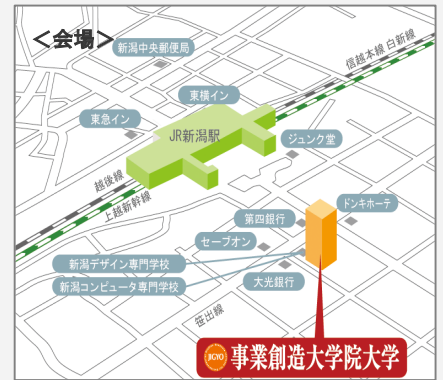 ＜会場＞
新潟中央郵便局
信越本線 白新線
東横イン
東急イン
JR新潟駅
ジュンク堂
越後線
上越新幹線
ドンキホーテ
第四銀行
セーブオン
新潟デザイン専門学校
新潟コンピュータ専門学校
大光銀行
笹出線
JIGYO
事業創造大学院大学